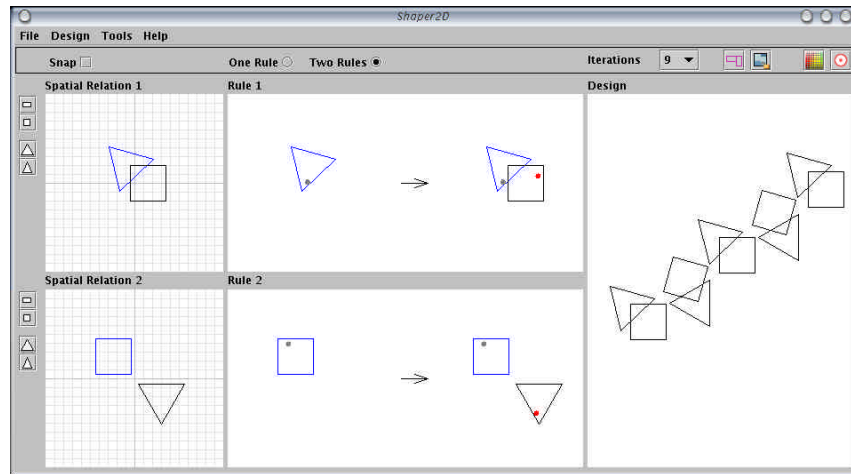 Shaper2D
File Design Tools Help
Snap One Rule Two Rules Iterations 9
Spatial Relation 1 Rule 1 Design
Spatial Relation 2 Rule 2